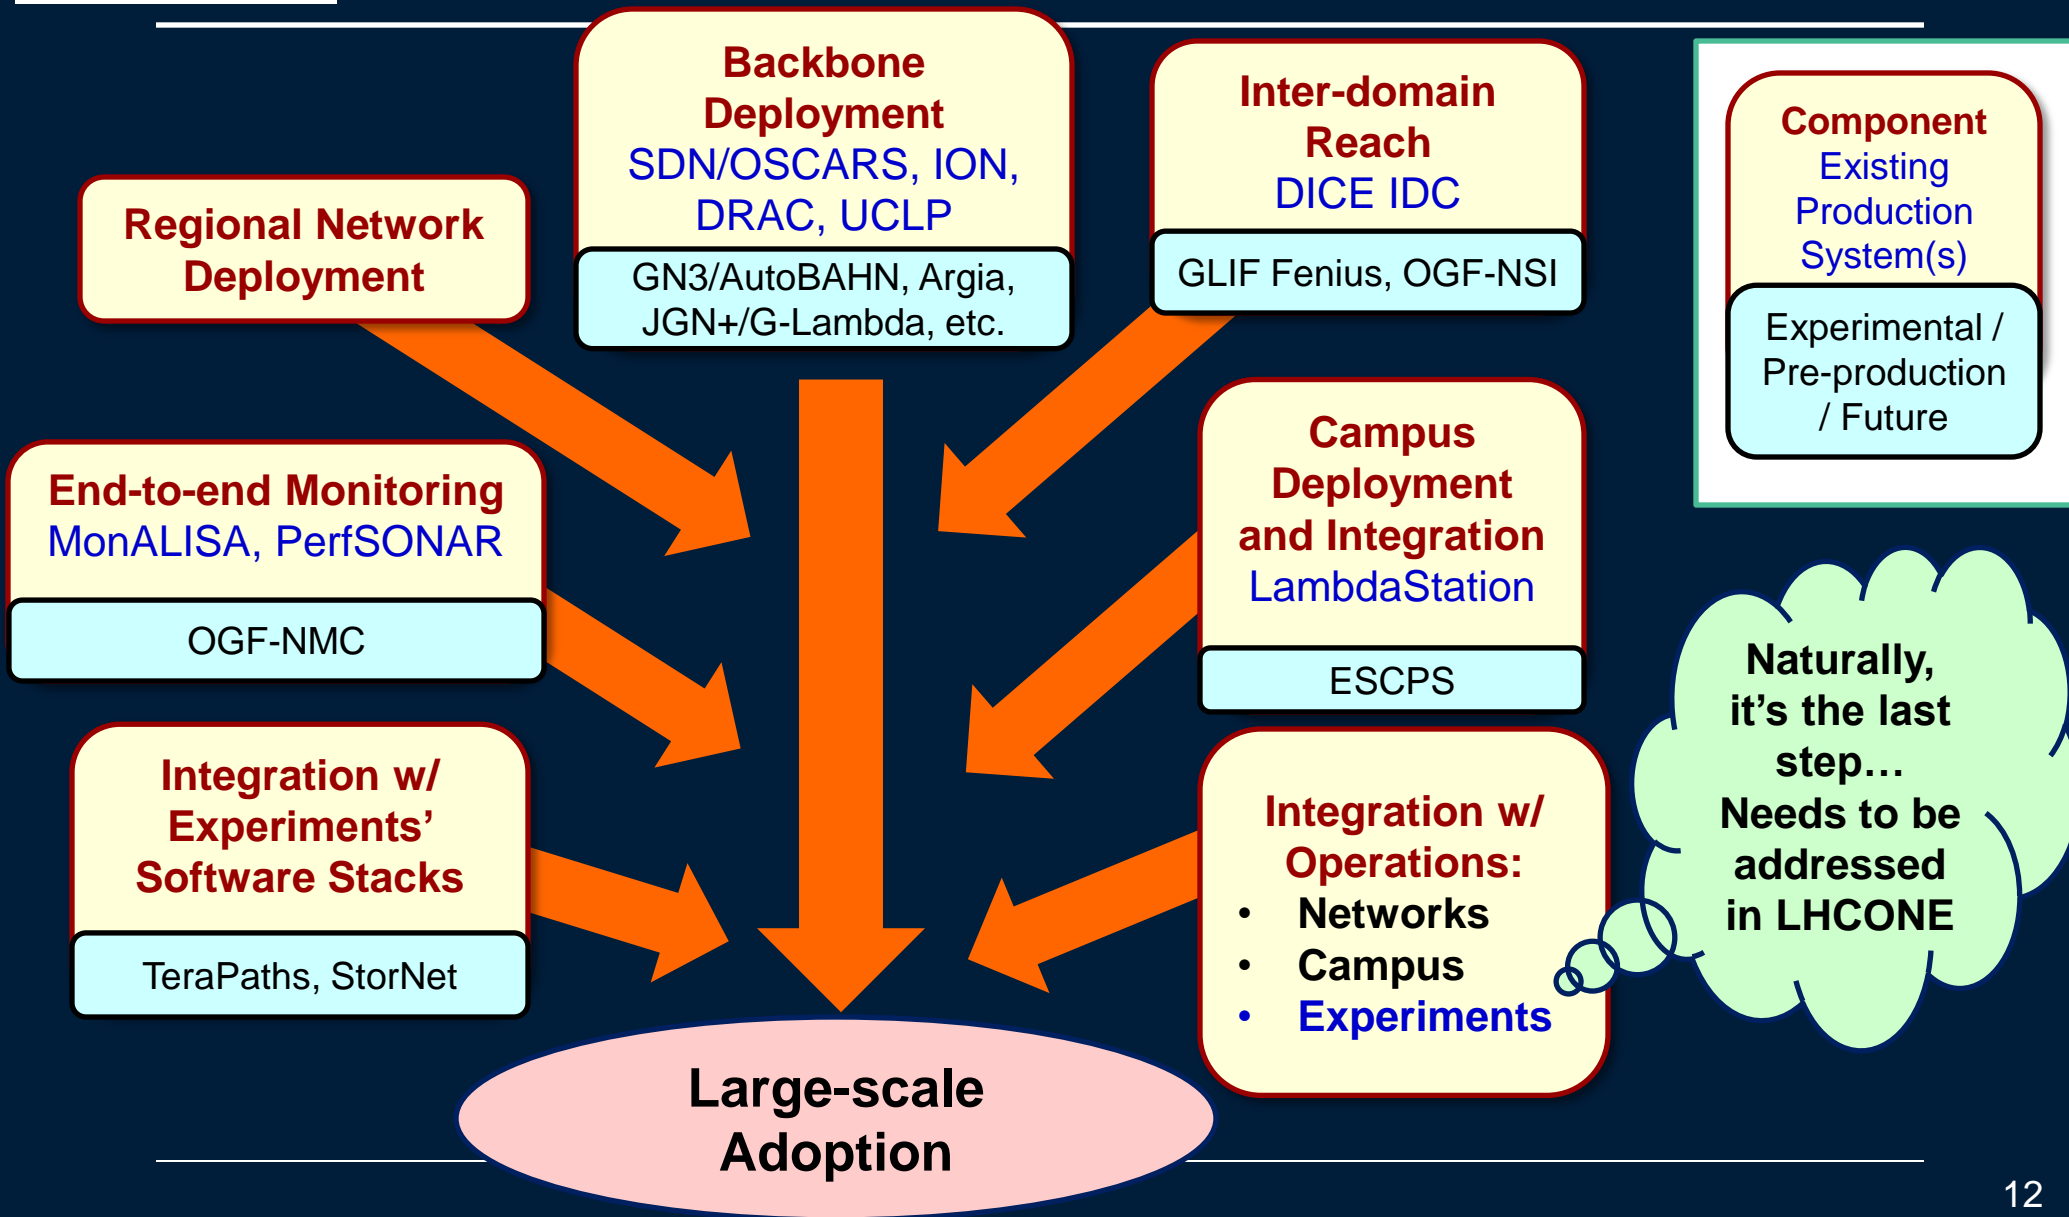 Backbone
Deployment
SDN/OSCARS, ION,
DRAC, UCLP
GN3/AutoBAHN, Argia,
JGN+/G-Lambda, etc.
Inter-domain
Reach
DICE IDC
GLIF Fenius, OGF-NSI
Component
Existing
Production
System(s)
Experimental /
Pre-production
/ Future
Regional Network
Deployment
End-to-end Monitoring
MonALISA, PerfSONAR
OGF-NMC
Campus
Deployment
and Integration
LambdaStation
ESCPS
Integration w/
Experiments’
Software Stacks
TeraPaths, StorNet
Integration w/
Operations:
• Networks
• Campus
• Experiments
Naturally,
it’s the last
step…
Needs to be
addressed
in LHCONE
Large-scale
Adoption
12